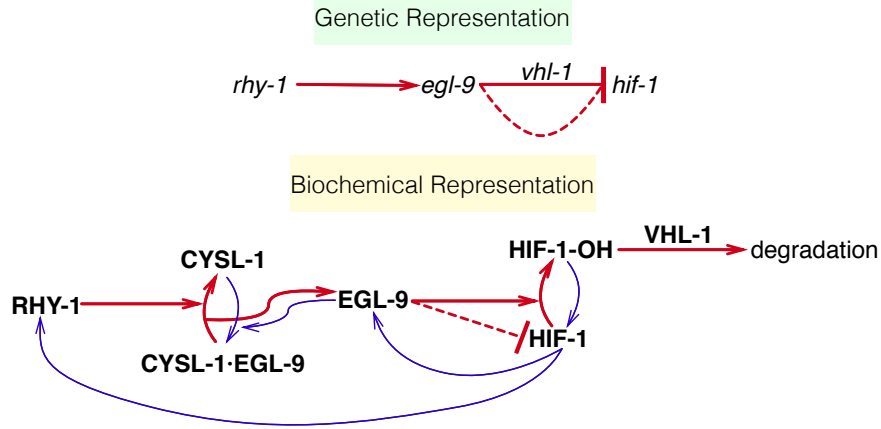 Genetic Representation
rhy-1 egl-9 vhl-1 hif-1
Biochemical Representation
HIF-1-OH VHL-1 degradation
CYSL-1
RHY-1 EGL-9
HIF-1
CYSL-1·EGL-9